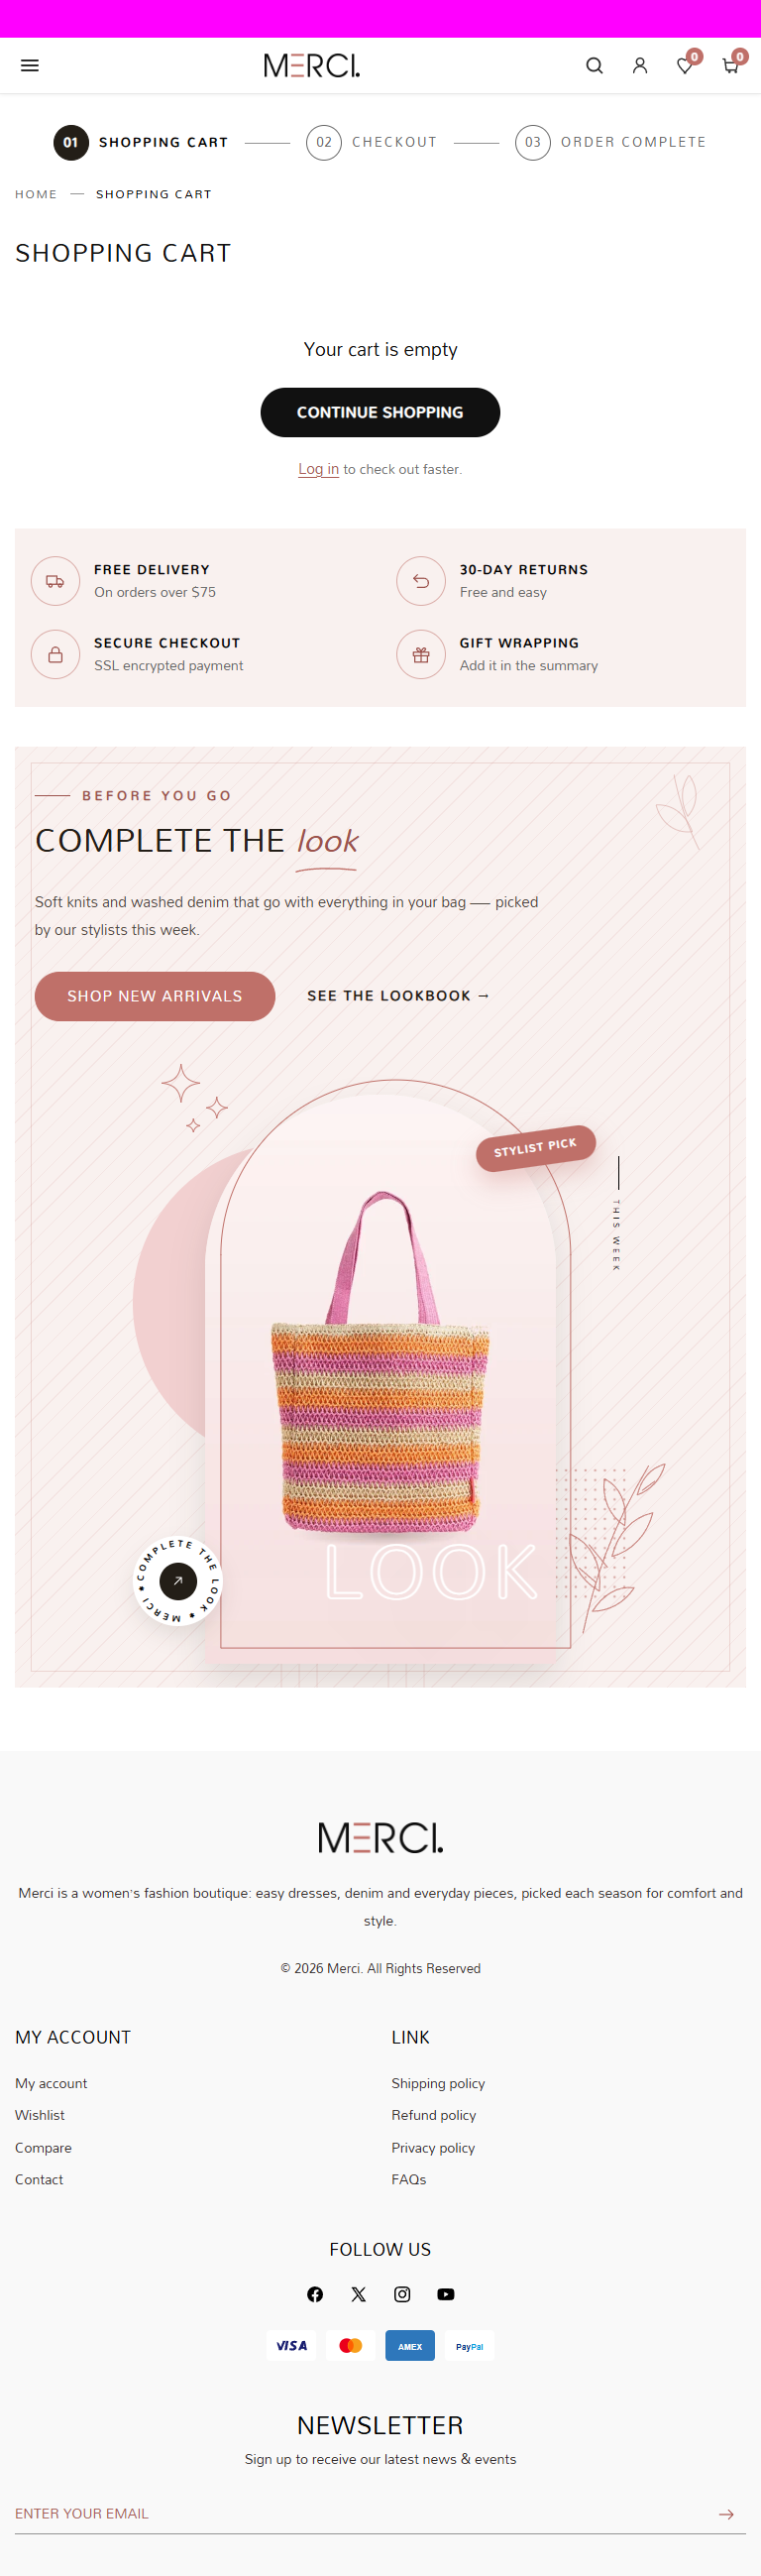 MERCI.
0
0
01 SHOPPING CART
02 CHECKOUT
03 ORDER COMPLETE
HOME — SHOPPING CART
SHOPPING CART
Your cart is empty
CONTINUE SHOPPING
Log in to check out faster.
FREE DELIVERY
On orders over $75
30-DAY RETURNS
Free and easy
SECURE CHECKOUT
SSL encrypted payment
GIFT WRAPPING
Add it in the summary
BEFORE YOU GO
COMPLETE THE look
Soft knits and washed denim that go with everything in your bag — picked
by our stylists this week.
SHOP NEW ARRIVALS
SEE THE LOOKBOOK →
STYLIST PICK
THIS WEEK
LOOK
COMPLETE THE LOOK ★ MERCI ★
MERCI.
Merci is a women's fashion boutique: easy dresses, denim and everyday pieces, picked each season for comfort and
style.
© 2026 Merci. All Rights Reserved
MY ACCOUNT
My account
Wishlist
Compare
Contact
LINK
Shipping policy
Refund policy
Privacy policy
FAQs
FOLLOW US
VISA
AMEX
PayPal
NEWSLETTER
Sign up to receive our latest news & events
ENTER YOUR EMAIL